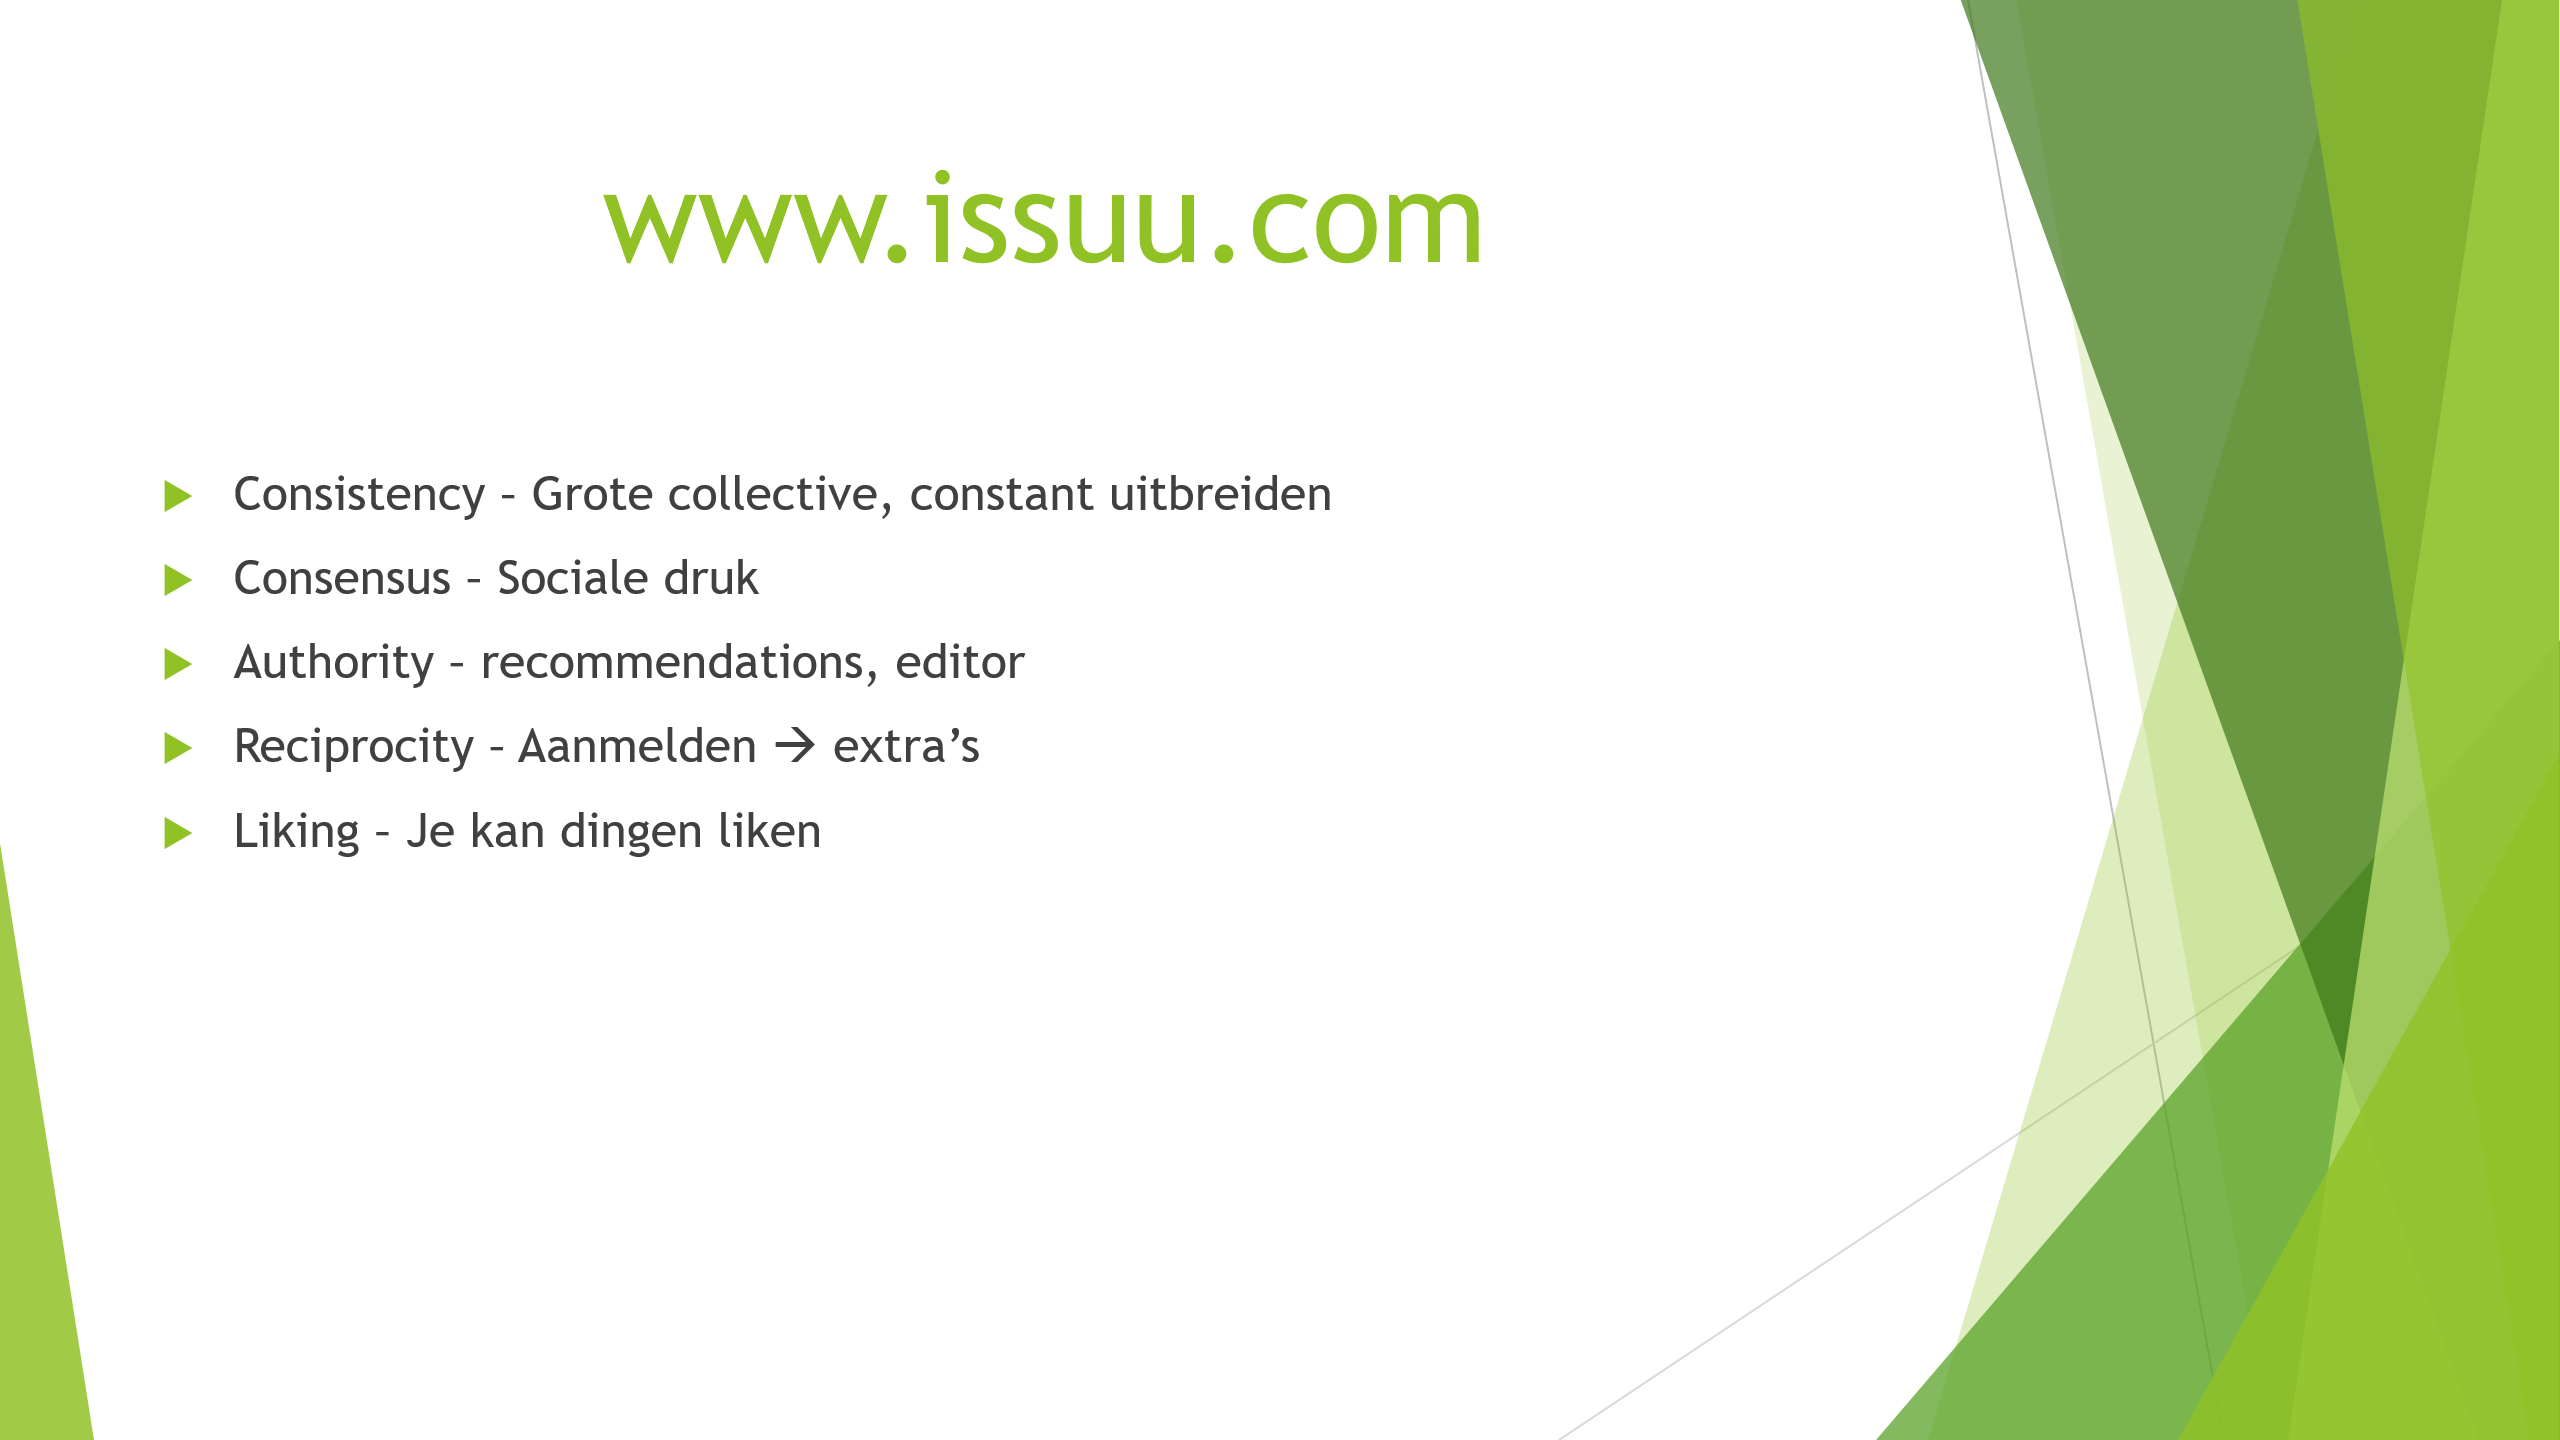 www.issuu.com
Consistency – Grote collective, constant uitbreiden
Consensus – Sociale druk
Authority – recommendations, editor
Reciprocity – Aanmelden → extra’s
Liking – Je kan dingen liken